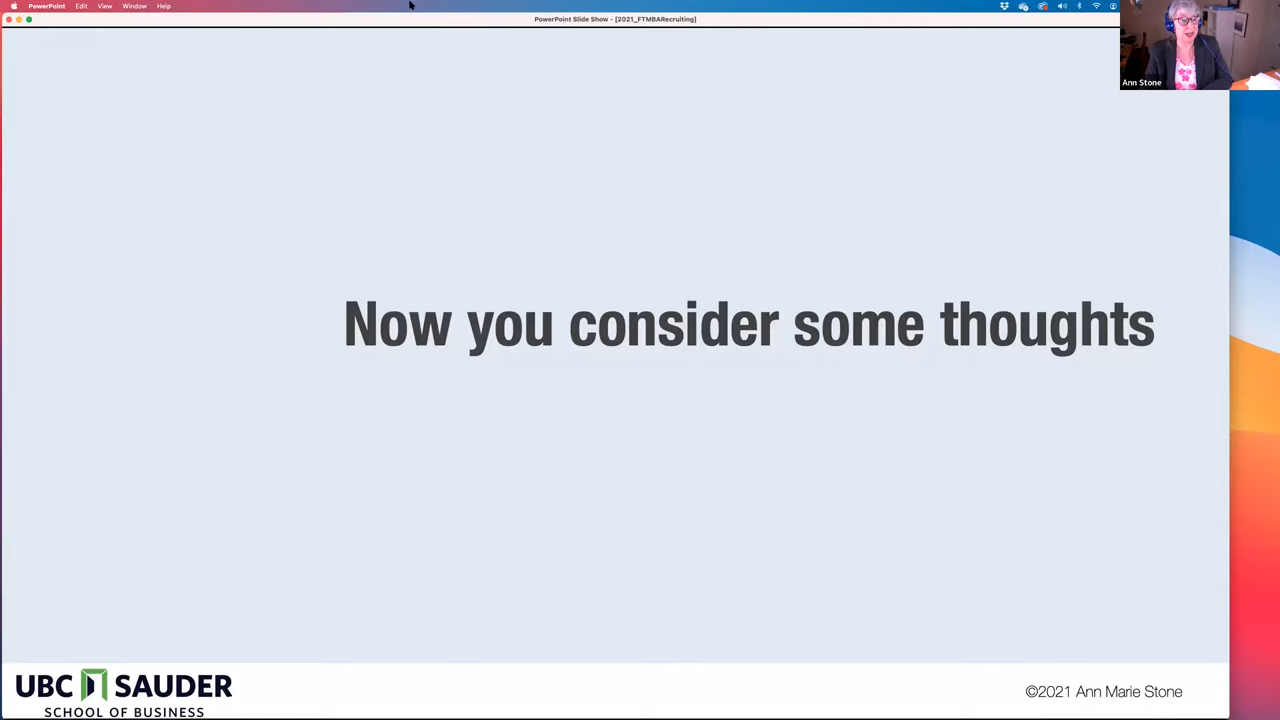 PowerPoint Edit View Window Help
PowerPoint Slide Show - [2021_FTMBARecruiting]
Ann Stone
Now you consider some thoughts
UBC SAUDER
SCHOOL OF BUSINESS
©2021 Ann Marie Stone